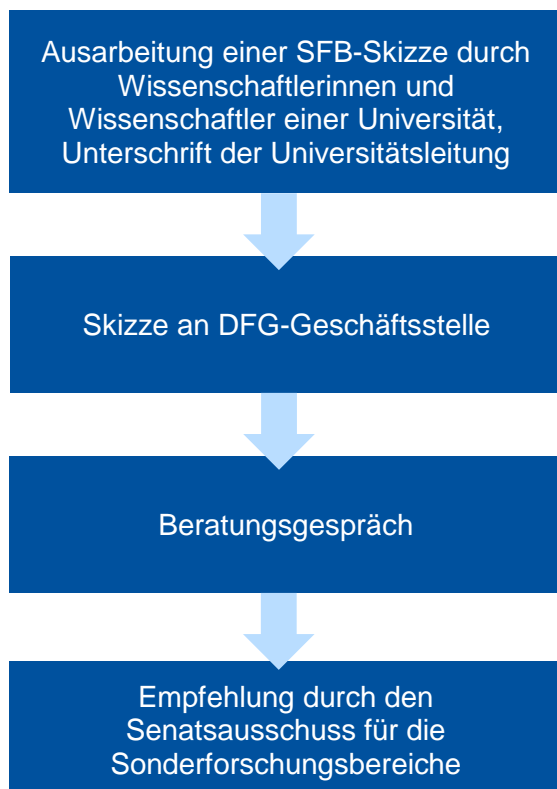 Ausarbeitung einer SFB-Skizze durch
Wissenschaftlerinnen und
Wissenschaftler einer Universität,
Unterschrift der Universitätsleitung
Skizze an DFG-Geschäftsstelle
Beratungsgespräch
Empfehlung durch den
Senatsausschuss für die
Sonderforschungsbereiche